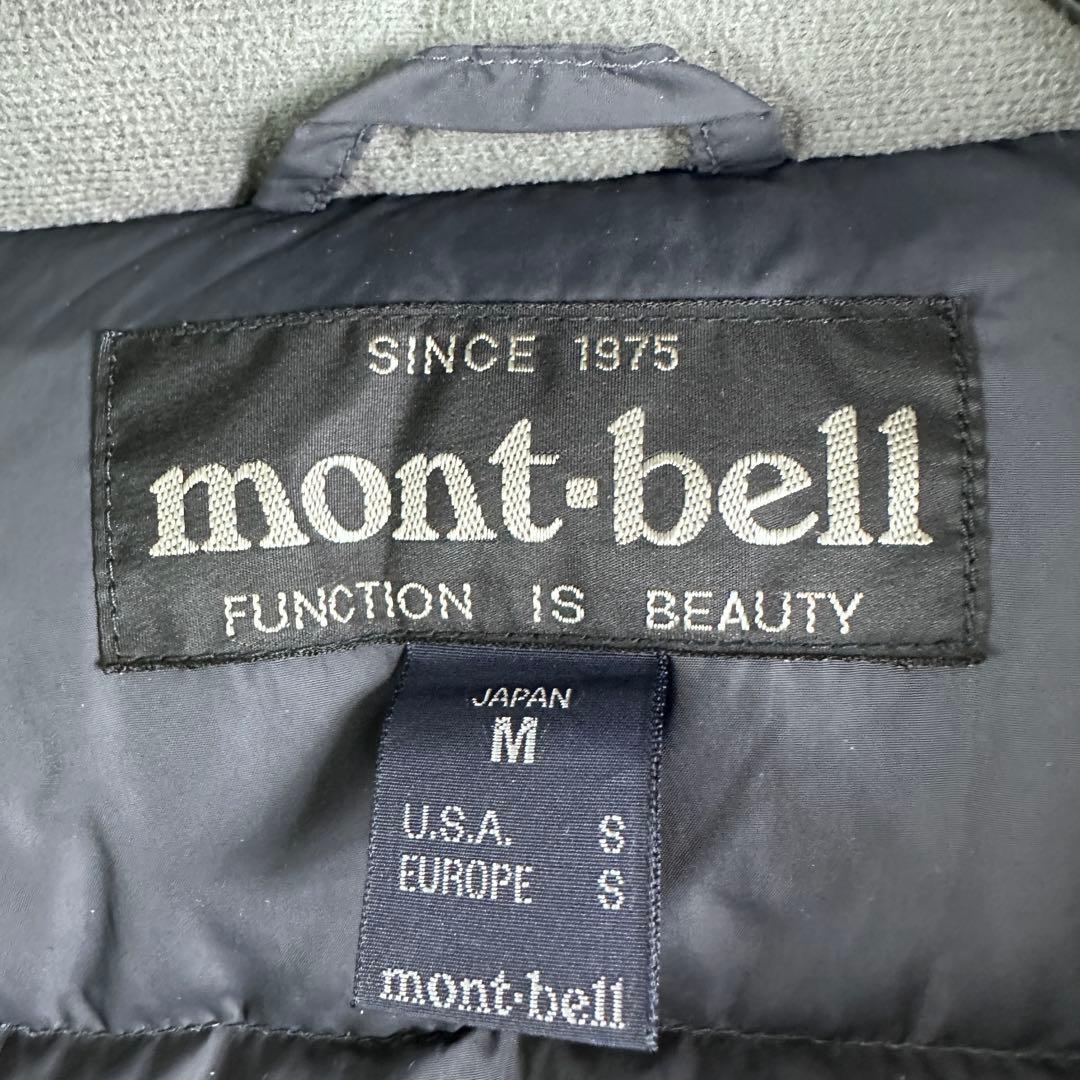 SINCE 1975
mont·bell
FUNCTION IS BEAUTY
JAPAN
M
U.S.A. S
EUROPE S
mont·bell